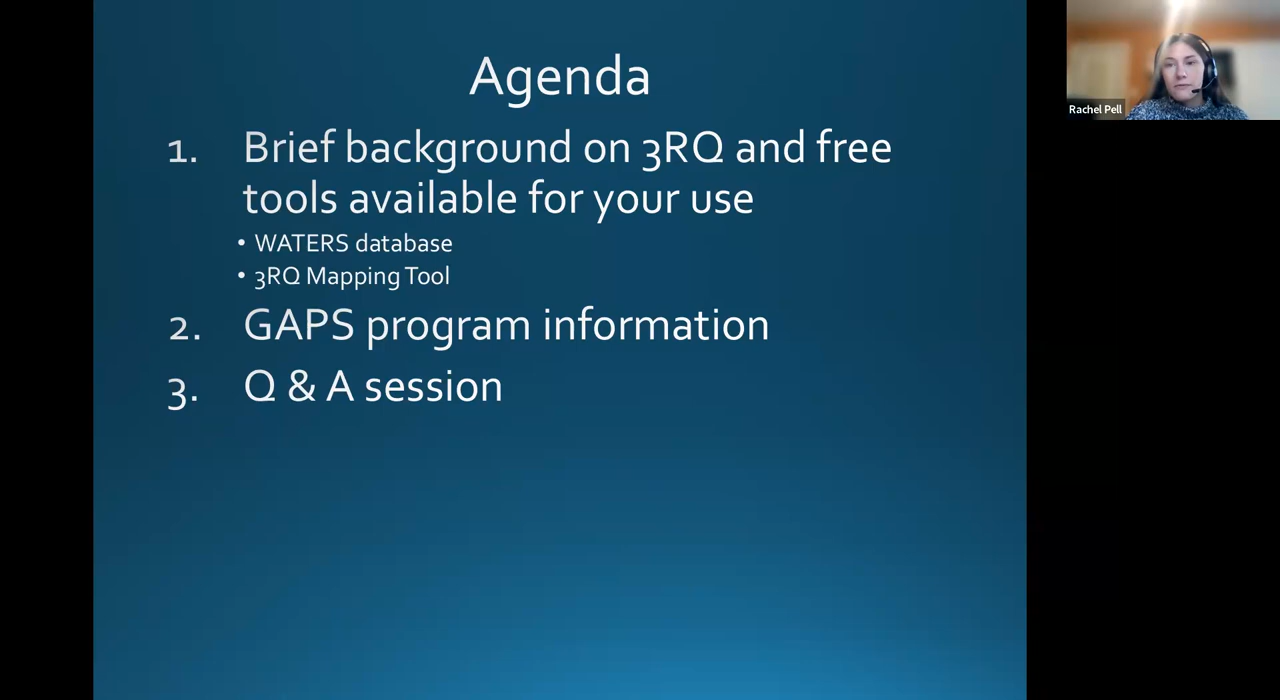 Agenda
1. Brief background on 3RQ and free
tools available for your use
• WATERS database
• 3RQ Mapping Tool
2. GAPS program information
3. Q & A session
Rachel Pell